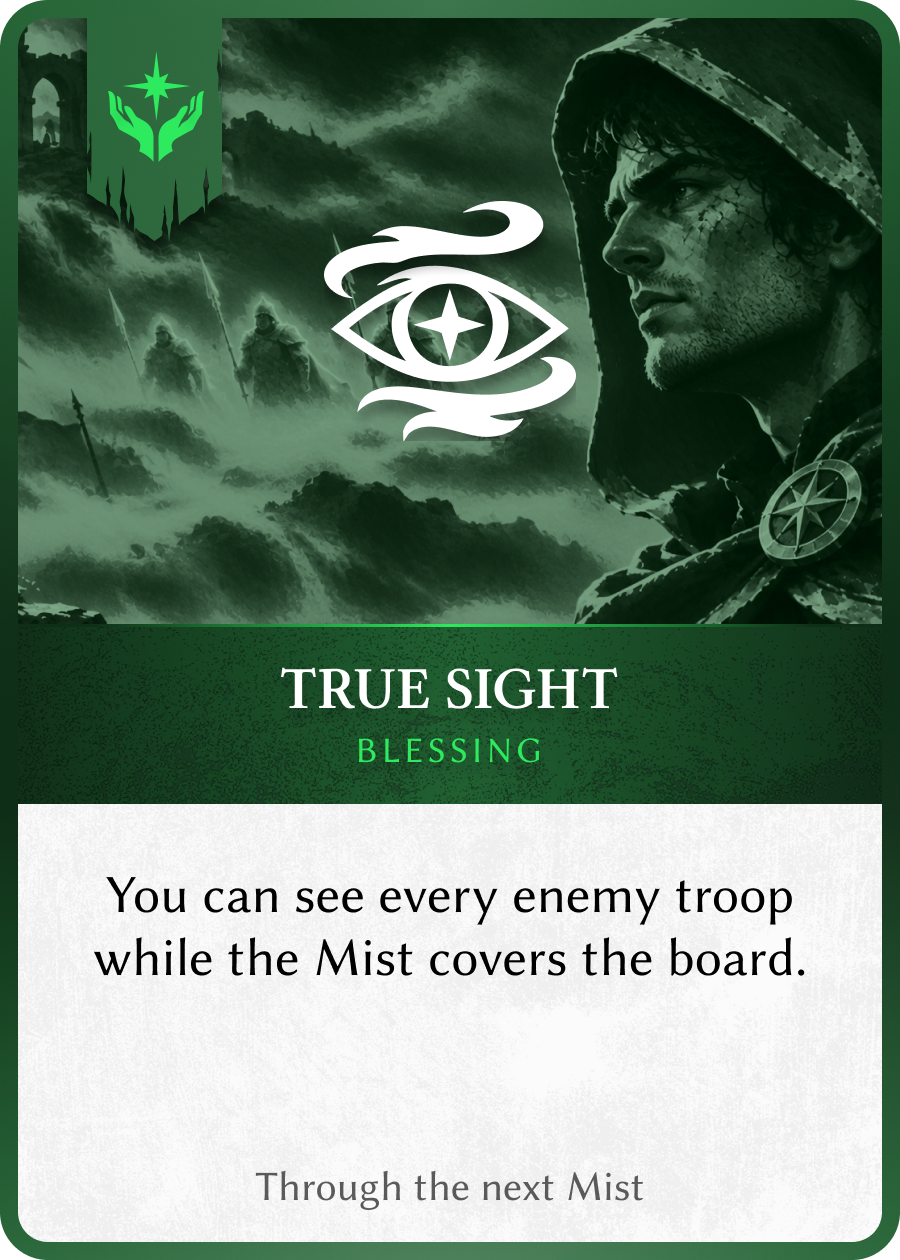 TRUE SIGHT
BLESSING
You can see every enemy troop
while the Mist covers the board.
Through the next Mist